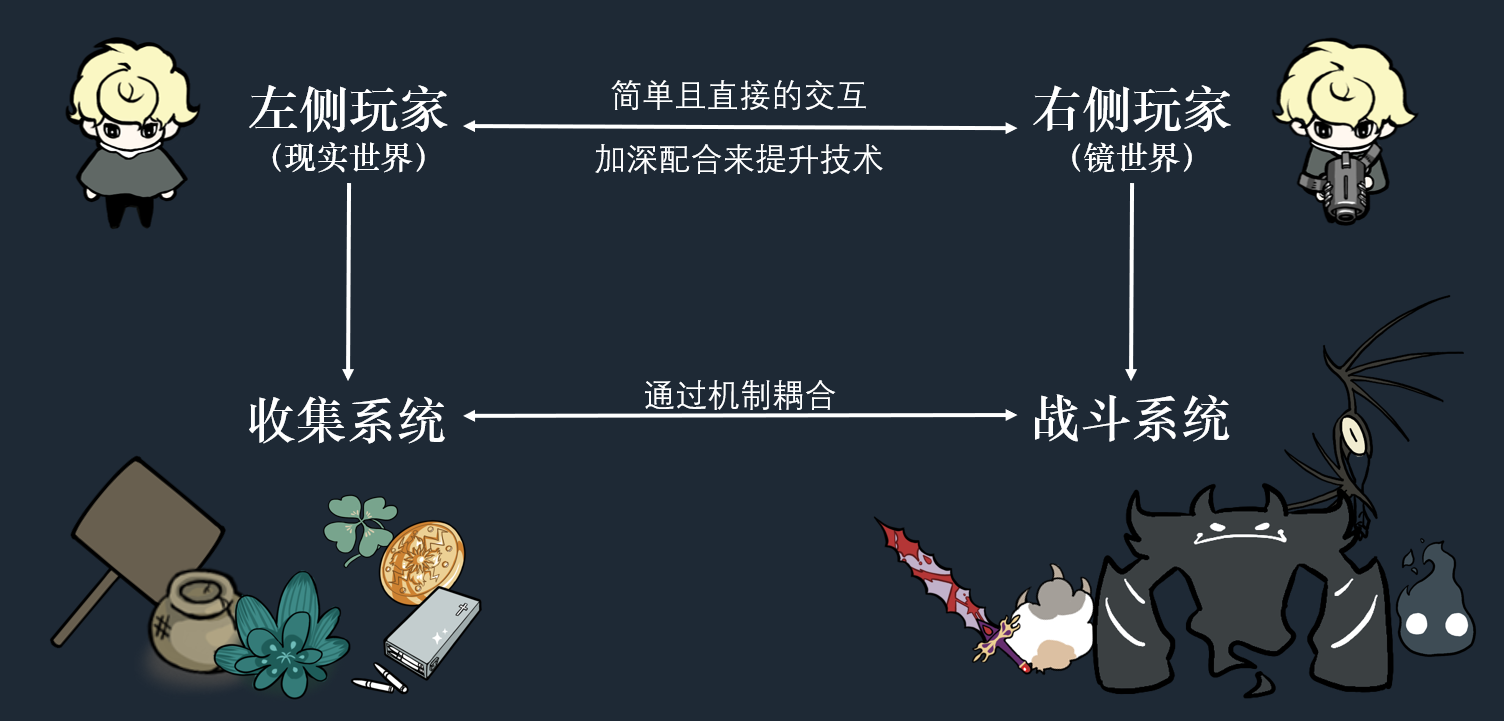 简单且直接的交互
左侧玩家
右侧玩家
（现实世界）
加深配合来提升技术
（镜世界）
通过机制耦合
收集系统
战斗系统